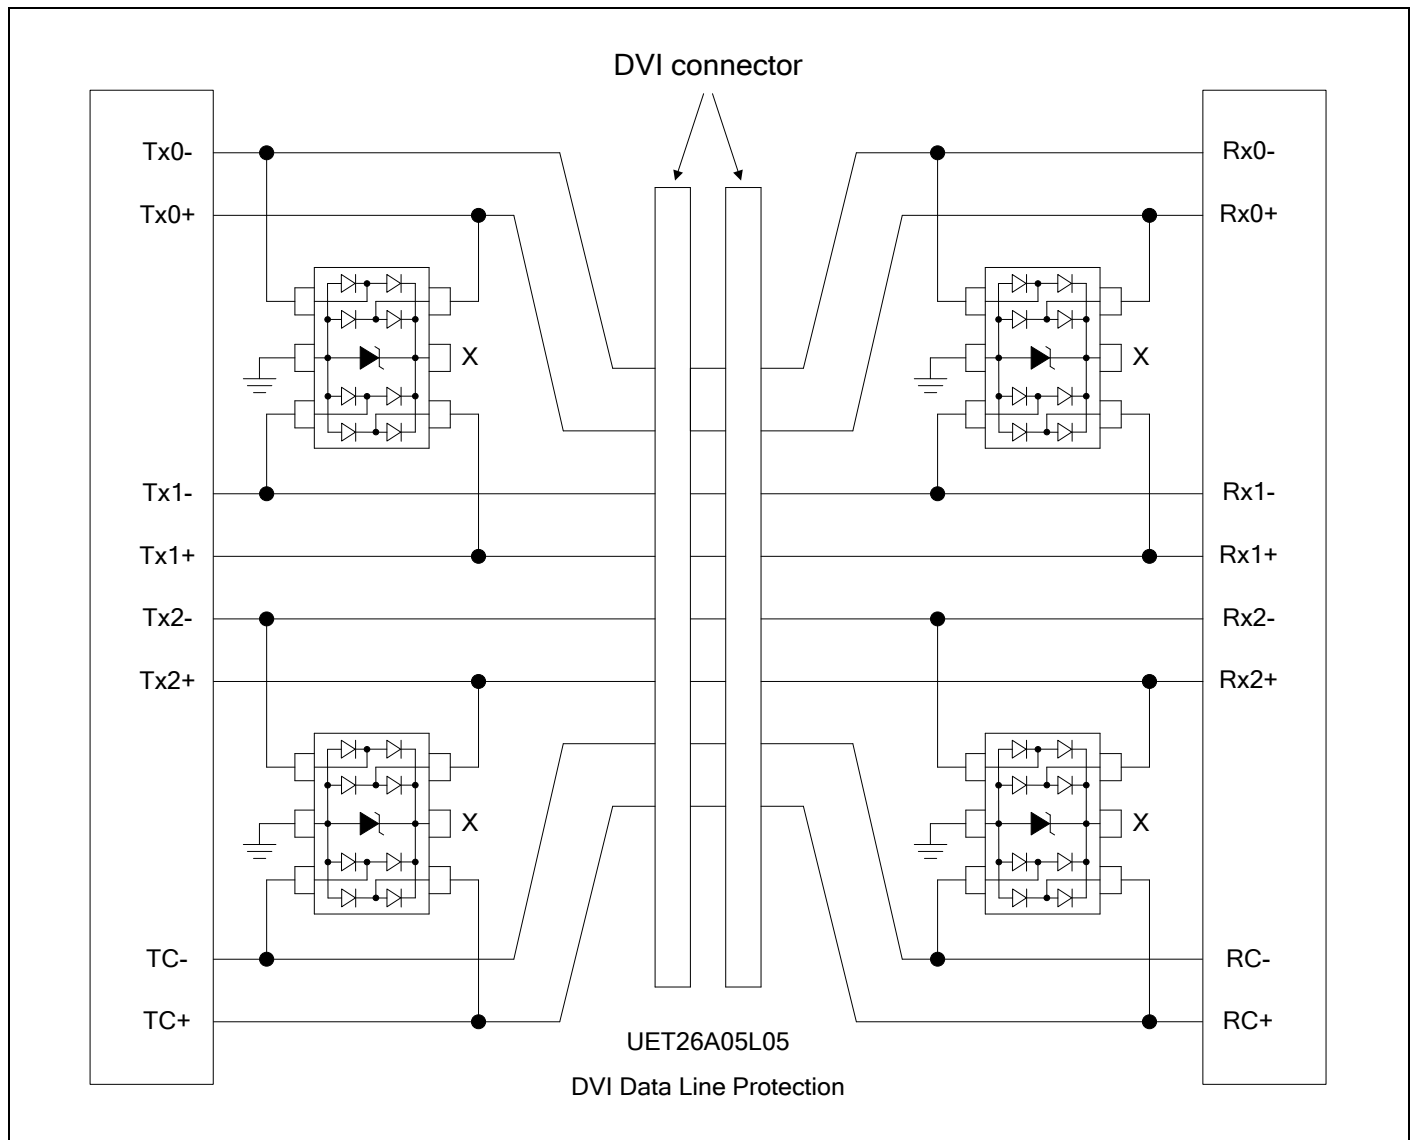 DVI connector
Tx0-
Rx0-
Tx0+
Rx0+
X
X
Tx1-
Rx1-
Tx1+
Rx1+
Tx2-
Rx2-
Tx2+
Rx2+
X
X
TC-
RC-
TC+
RC+
UET26A05L05
DVI Data Line Protection